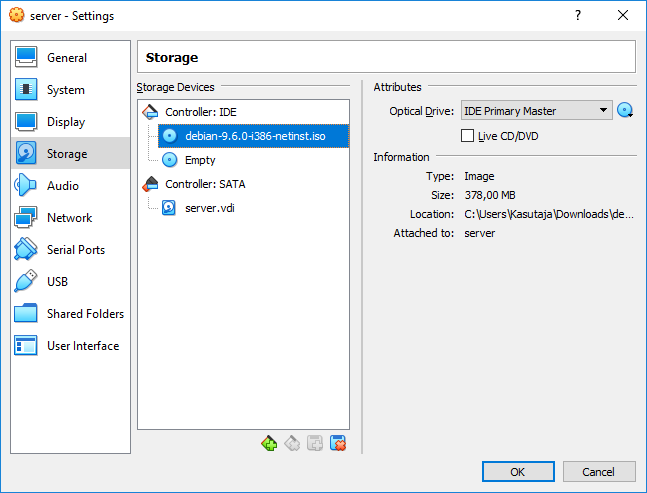 server - Settings
General
System
Display
Storage
Audio
Network
Serial Ports
USB
Shared Folders
User Interface
Storage
Storage Devices
Controller: IDE
debian-9.6.0-i386-netinst.iso
Empty
Controller: SATA
server.vdi
Attributes
Optical Drive: IDE Primary Master
Live CD/DVD
Information
Type: Image
Size: 378,00 MB
Location: C:\Users\Kasutaja\Downloads\de...
Attached to: server
OK Cancel